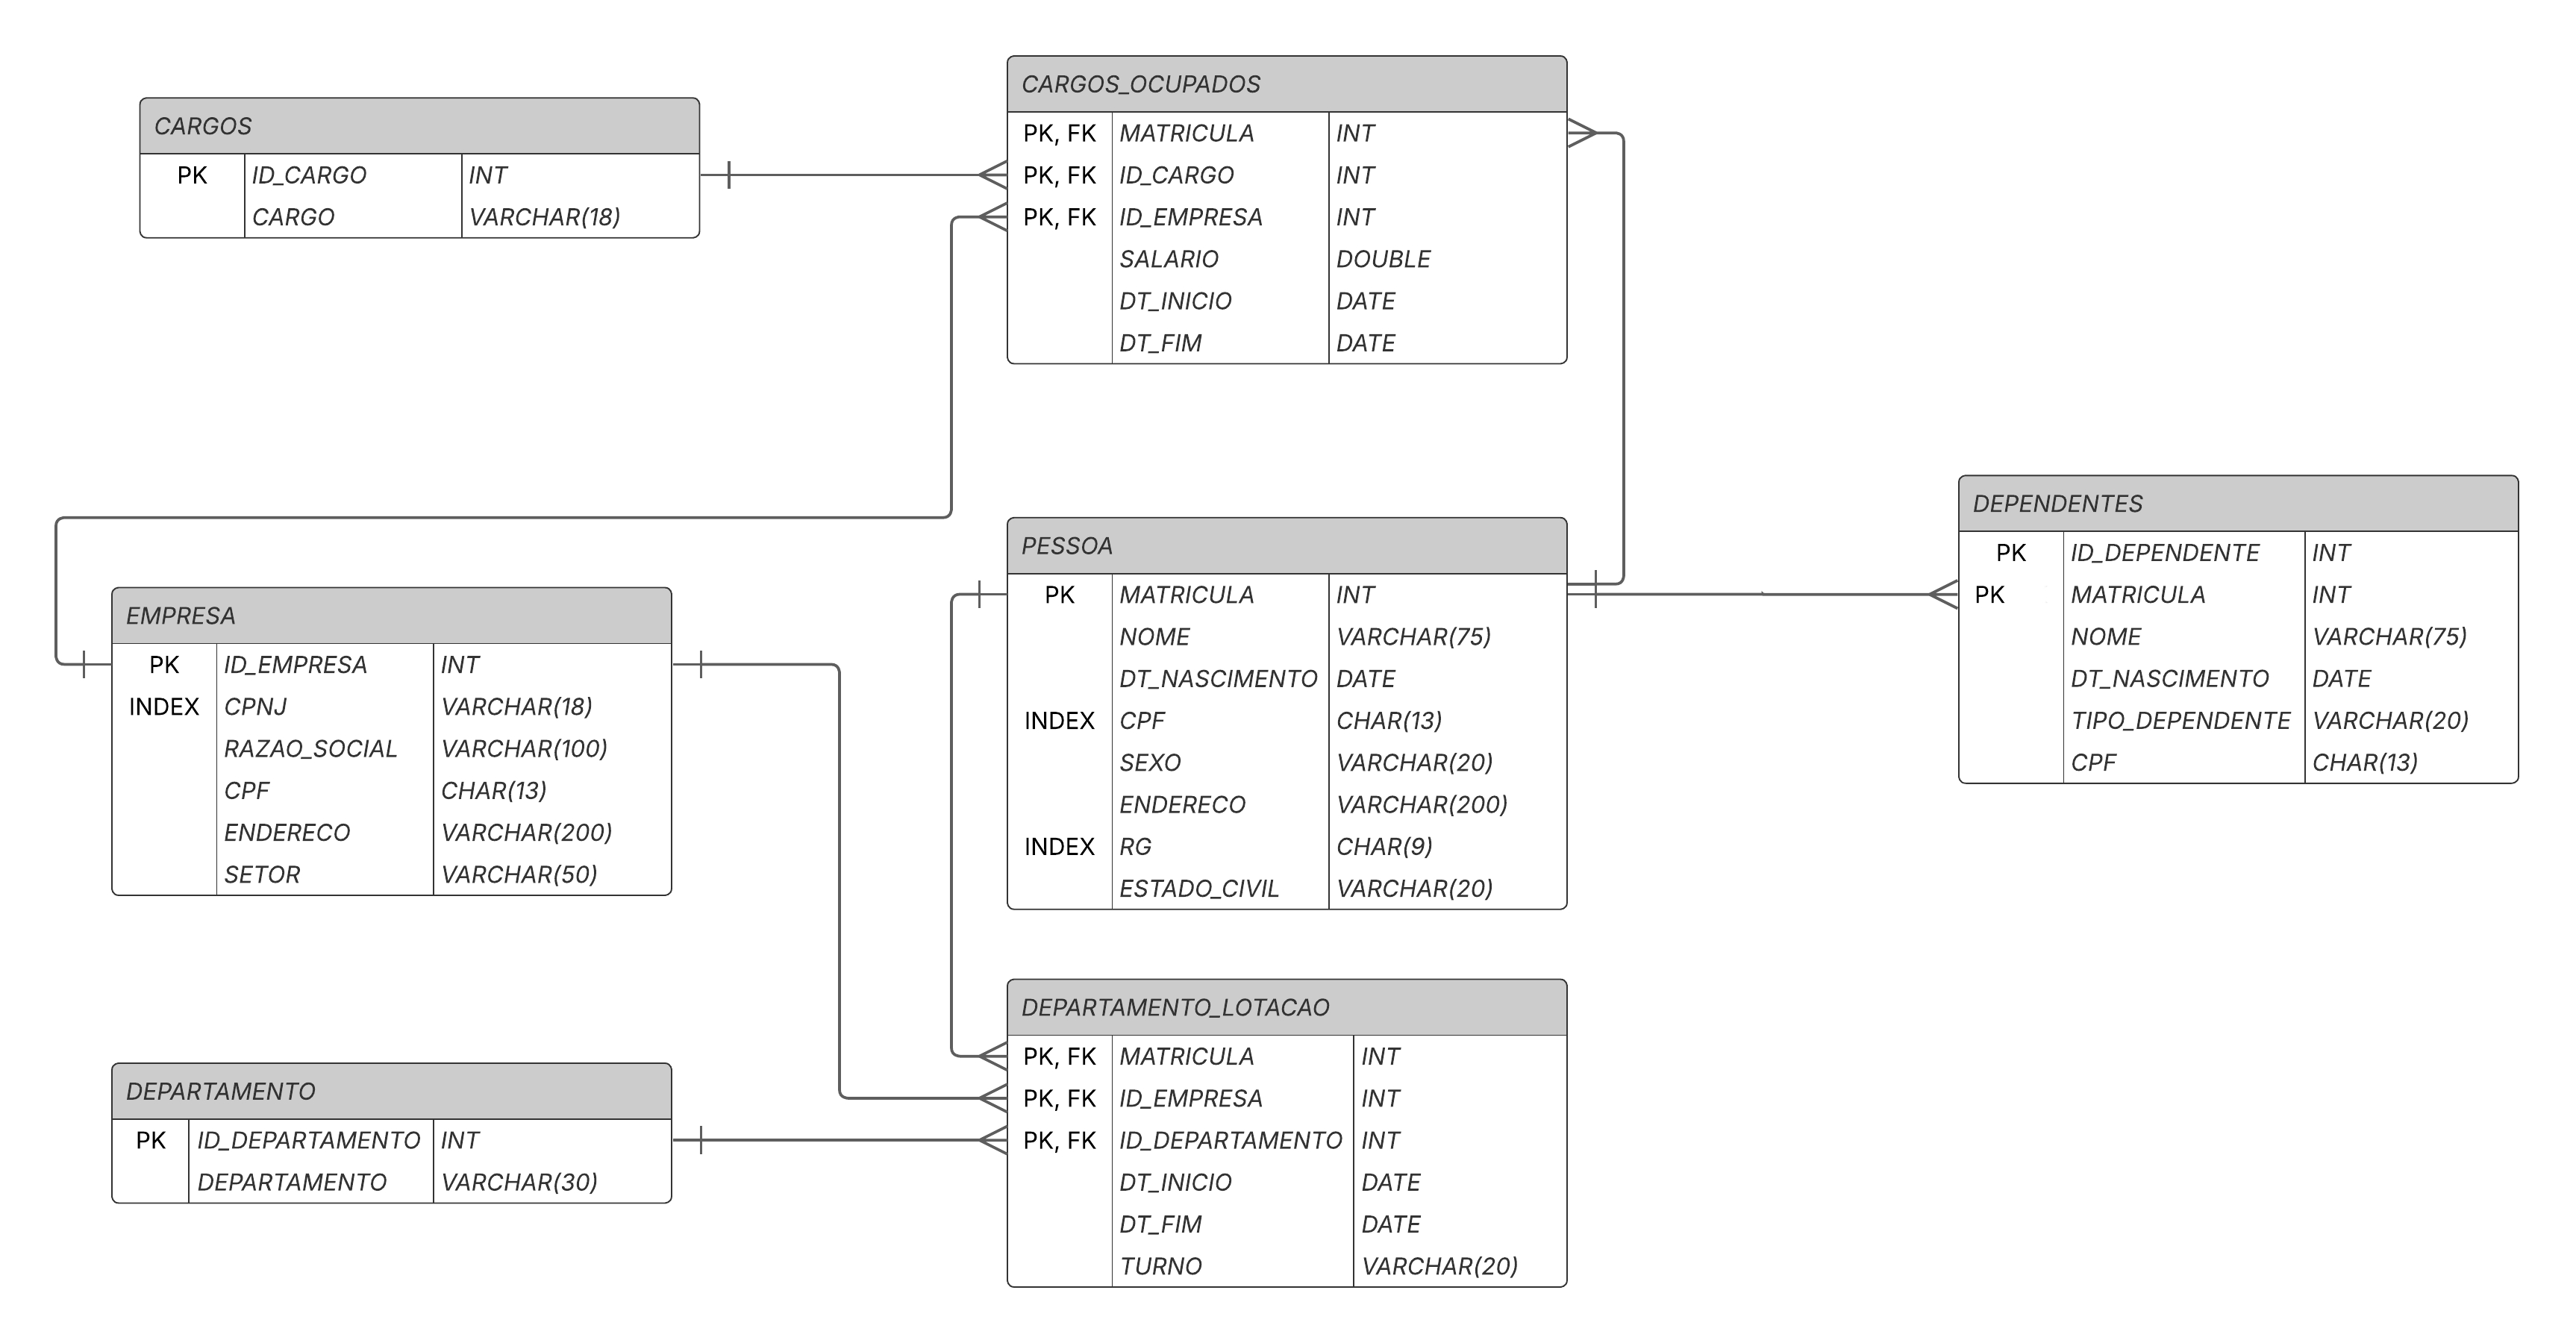 CARGOS
PK ID_CARGO INT
CARGO VARCHAR(18)
CARGOS_OCUPADOS
PK, FK MATRICULA INT
PK, FK ID_CARGO INT
PK, FK ID_EMPRESA INT
SALARIO DOUBLE
DT_INICIO DATE
DT_FIM DATE
EMPRESA
PK ID_EMPRESA INT
INDEX CPNJ VARCHAR(18)
RAZAO_SOCIAL VARCHAR(100)
CPF CHAR(13)
ENDERECO VARCHAR(200)
SETOR VARCHAR(50)
PESSOA
PK MATRICULA INT
NOME VARCHAR(75)
DT_NASCIMENTO DATE
INDEX CPF CHAR(13)
SEXO VARCHAR(20)
ENDERECO VARCHAR(200)
INDEX RG CHAR(9)
ESTADO_CIVIL VARCHAR(20)
DEPENDENTES
PK ID_DEPENDENTE INT
PK MATRICULA INT
NOME VARCHAR(75)
DT_NASCIMENTO DATE
TIPO_DEPENDENTE VARCHAR(20)
CPF CHAR(13)
DEPARTAMENTO
PK ID_DEPARTAMENTO INT
DEPARTAMENTO VARCHAR(30)
DEPARTAMENTO_LOTACAO
PK, FK MATRICULA INT
PK, FK ID_EMPRESA INT
PK, FK ID_DEPARTAMENTO INT
DT_INICIO DATE
DT_FIM DATE
TURNO VARCHAR(20)